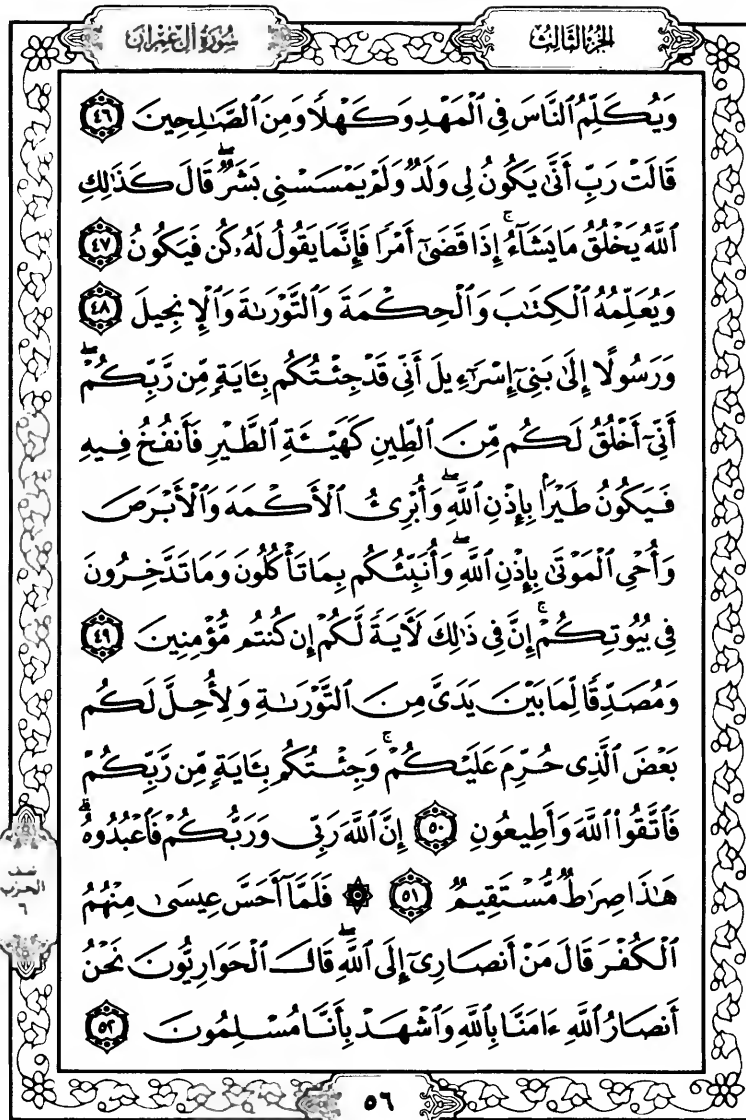 سُورَةُ آلِ عِمْرَانَ
الجُزْءُ الثَّالِثُ
وَيُكَلِّمُ ٱلنَّاسَ فِى ٱلْمَهْدِ وَكَهْلًا وَمِنَ ٱلصَّٰلِحِينَ ٤٦
قَالَتْ رَبِّ أَنَّىٰ يَكُونُ لِى وَلَدٌ وَلَمْ يَمْسَسْنِى بَشَرٌ ۖ قَالَ كَذَٰلِكِ
ٱللَّهُ يَخْلُقُ مَا يَشَآءُ ۚ إِذَا قَضَىٰٓ أَمْرًا فَإِنَّمَا يَقُولُ لَهُۥ كُن فَيَكُونُ ٤٧
وَيُعَلِّمُهُ ٱلْكِتَٰبَ وَٱلْحِكْمَةَ وَٱلتَّوْرَىٰةَ وَٱلْإِنجِيلَ ٤٨
وَرَسُولًا إِلَىٰ بَنِىٓ إِسْرَٰٓءِيلَ أَنِّى قَدْ جِئْتُكُم بِـَٔايَةٍ مِّن رَّبِّكُمْ ۖ
أَنِّىٓ أَخْلُقُ لَكُم مِّنَ ٱلطِّينِ كَهَيْـَٔةِ ٱلطَّيْرِ فَأَنفُخُ فِيهِ
فَيَكُونُ طَيْرًۢا بِإِذْنِ ٱللَّهِ ۖ وَأُبْرِئُ ٱلْأَكْمَهَ وَٱلْأَبْرَصَ
وَأُحْىِ ٱلْمَوْتَىٰ بِإِذْنِ ٱللَّهِ ۖ وَأُنَبِّئُكُم بِمَا تَأْكُلُونَ وَمَا تَدَّخِرُونَ
فِى بُيُوتِكُمْ ۚ إِنَّ فِى ذَٰلِكَ لَـَٔايَةً لَّكُمْ إِن كُنتُم مُّؤْمِنِينَ ٤٩
وَمُصَدِّقًا لِّمَا بَيْنَ يَدَىَّ مِنَ ٱلتَّوْرَىٰةِ وَلِأُحِلَّ لَكُم
بَعْضَ ٱلَّذِى حُرِّمَ عَلَيْكُمْ ۚ وَجِئْتُكُم بِـَٔايَةٍ مِّن رَّبِّكُمْ
فَٱتَّقُوا۟ ٱللَّهَ وَأَطِيعُونِ ٥٠ إِنَّ ٱللَّهَ رَبِّى وَرَبُّكُمْ فَٱعْبُدُوهُ ۗ
هَٰذَا صِرَٰطٌ مُّسْتَقِيمٌ ٥١ ۞ فَلَمَّآ أَحَسَّ عِيسَىٰ مِنْهُمُ
ٱلْكُفْرَ قَالَ مَنْ أَنصَارِىٓ إِلَى ٱللَّهِ ۖ قَالَ ٱلْحَوَارِيُّونَ نَحْنُ
أَنصَارُ ٱللَّهِ ءَامَنَّا بِٱللَّهِ وَٱشْهَدْ بِأَنَّا مُسْلِمُونَ ٥٢
الحزب
٦
٥٦